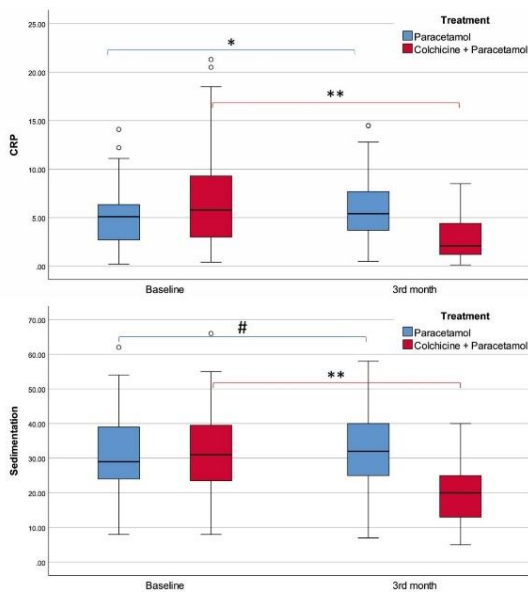 Treatment
Paracetamol
Colchicine + Paracetamol
25.00
20.00
15.00
10.00
5.00
.00
CRP
*
**
Baseline
3rd month
Treatment
Paracetamol
Colchicine + Paracetamol
70.00
60.00
50.00
40.00
30.00
20.00
10.00
.00
Sedimentation
#
**
Baseline
3rd month